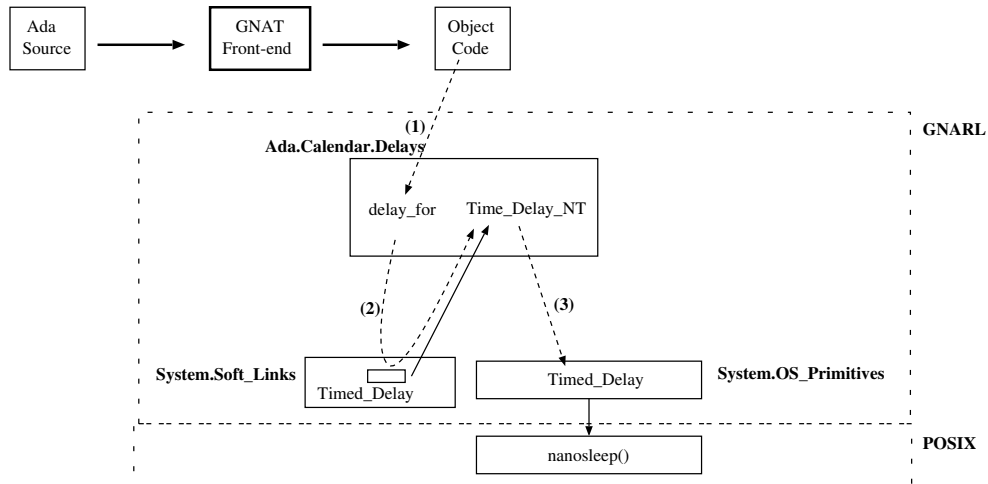 Ada
Source
GNAT
Front-end
Object
Code
(1)
GNARL
Ada.Calendar.Delays
delay_for
Time_Delay_NT
(2)
(3)
System.Soft_Links
Timed_Delay
Timed_Delay
System.OS_Primitives
nanosleep()
POSIX